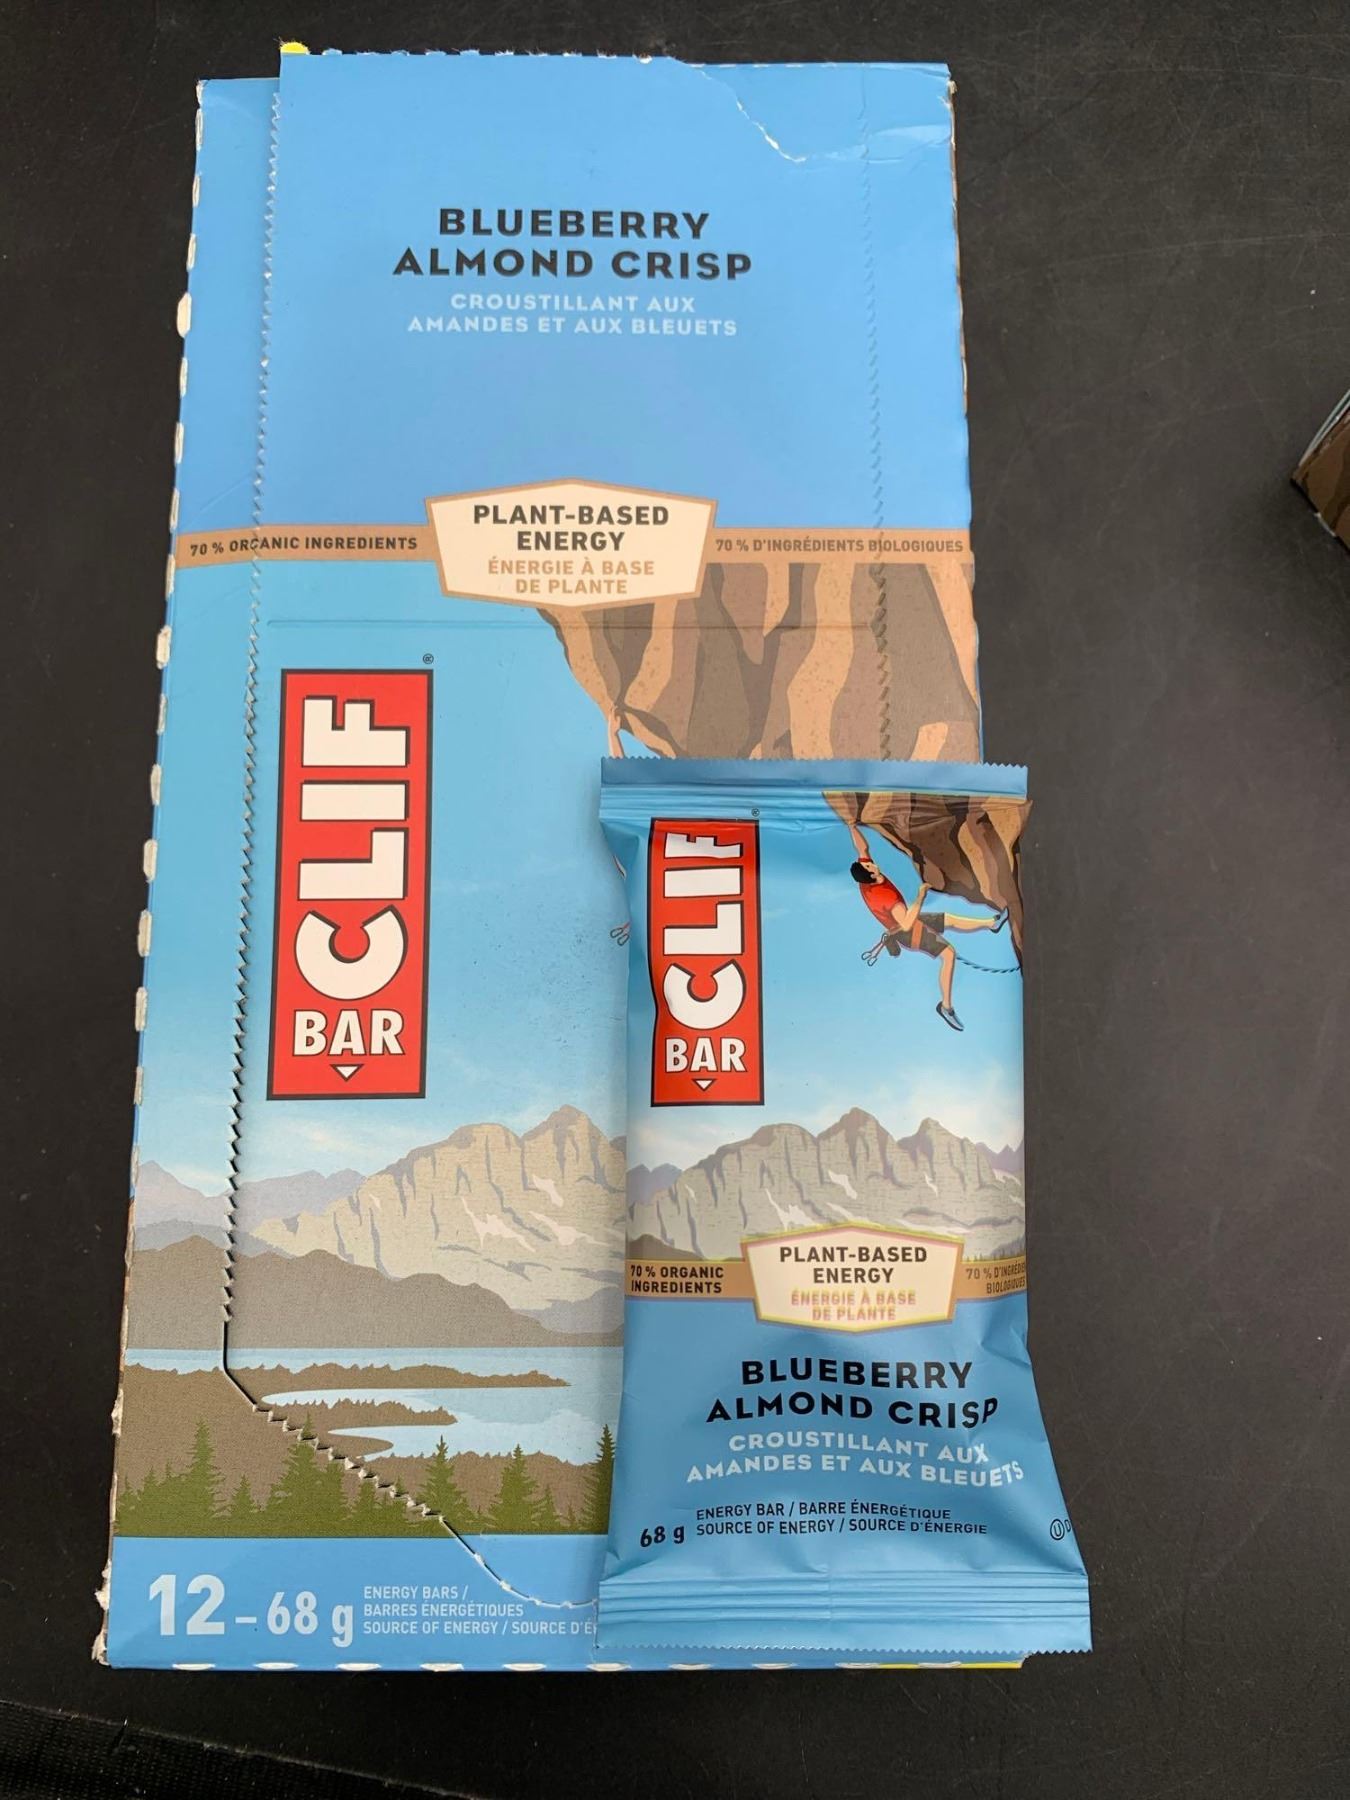 BLUEBERRY
ALMOND CRISP
CROUSTILLANT AUX
AMANDES ET AUX BLEUETS
70 % ORGANIC INGREDIENTS
PLANT-BASED
ENERGY
ÉNERGIE À BASE
DE PLANTE
70 % D'INGRÉDIENTS BIOLOGIQUES
CLIF®
BAR
12-68 g
ENERGY BARS /
BARRES ÉNERGÉTIQUES
SOURCE OF ENERGY / SOURCE
CLIF®
BAR
70 % ORGANIC
INGREDIENTS
PLANT-BASED
ENERGY
ÉNERGIE À BASE
DE PLANTE
70 %
BIOLOGIQUES
BLUEBERRY
ALMOND CRISP
CROUSTILLANT AUX
AMANDES ET AUX BLEUETS
68 g
ENERGY BAR / BARRE ÉNERGÉTIQUE
SOURCE OF ENERGY / SOURCE D'ÉNERGIE
U D